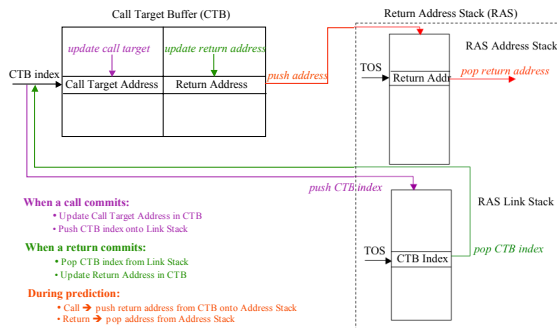 Call Target Buffer (CTB)
Return Address Stack (RAS)
update call target
update return address
RAS Address Stack
CTB index
Call Target Address
Return Address
push address
TOS
Return Addr
pop return address
push CTB index
RAS Link Stack
When a call commits:
• Update Call Target Address in CTB
• Push CTB index onto Link Stack
When a return commits:
• Pop CTB index from Link Stack
• Update Return Address in CTB
TOS
CTB Index
pop CTB index
During prediction:
• Call ➔ push return address from CTB onto Address Stack
• Return ➔ pop address from Address Stack